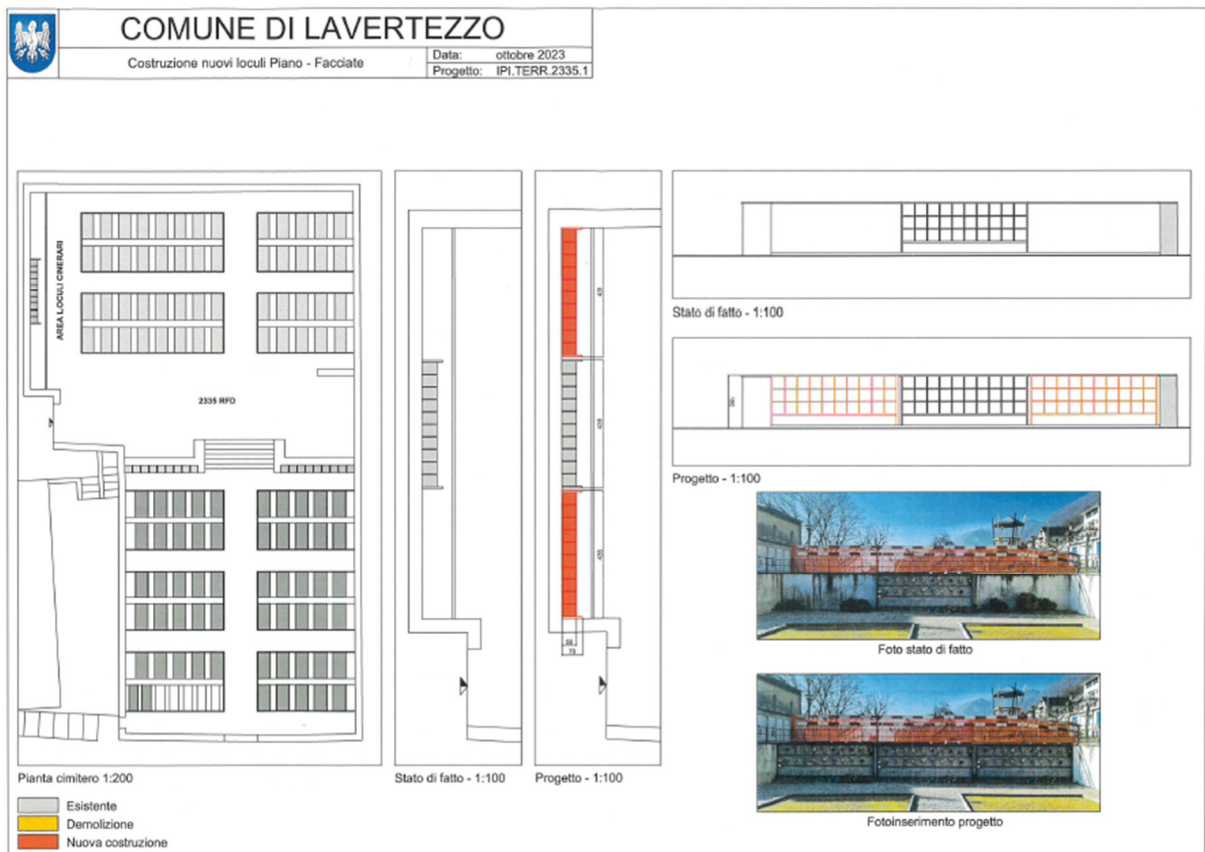 COMUNE DI LAVERTEZZO
Costruzione nuovi loculi Piano - Facciate
Data: ottobre 2023
Progetto: IPI.TERR.2335.1
AREA LOCULI CINERARI
2335 RFD
Pianta cimitero 1:200
Stato di fatto - 1:100
Progetto - 1:100
Stato di fatto - 1:100
Progetto - 1:100
Foto stato di fatto
Fotoinserimento progetto
Esistente
Demolizione
Nuova costruzione